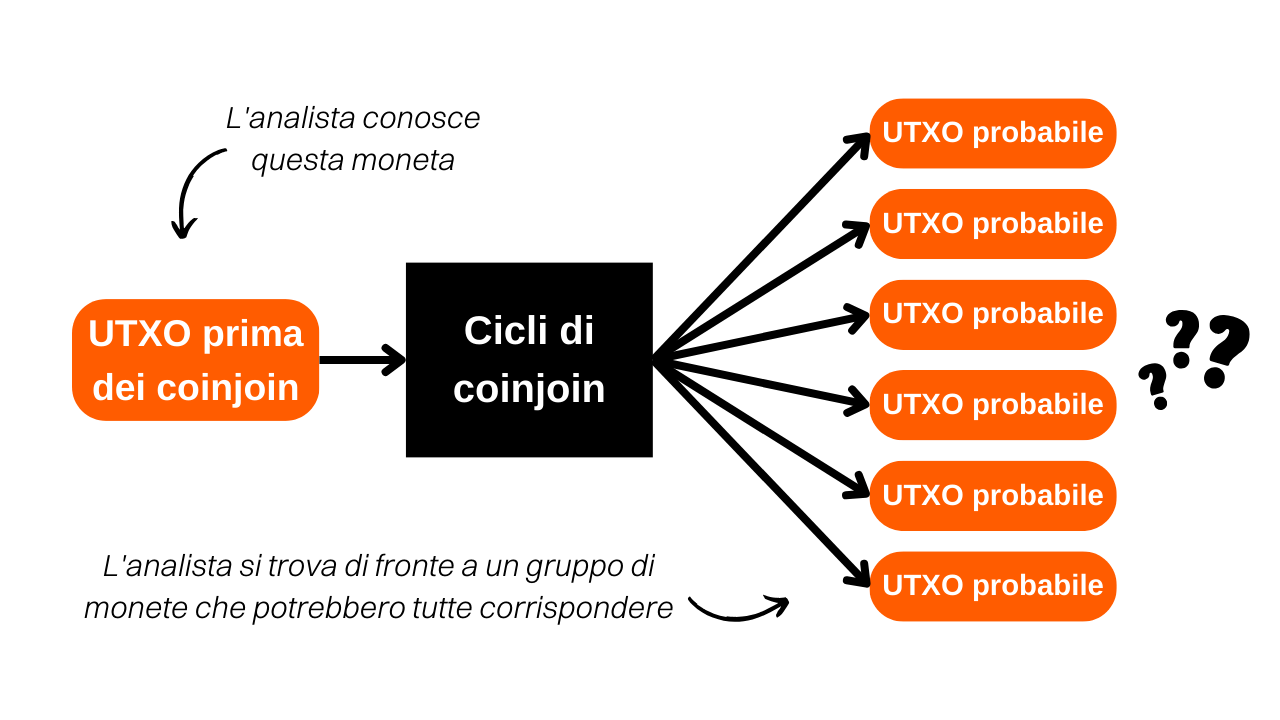 L'analista conosce
questa moneta
UTXO prima
dei coinjoin
Cicli di
coinjoin
UTXO probabile
UTXO probabile
UTXO probabile
UTXO probabile
UTXO probabile
UTXO probabile
???
L'analista si trova di fronte a un gruppo di
monete che potrebbero tutte corrispondere